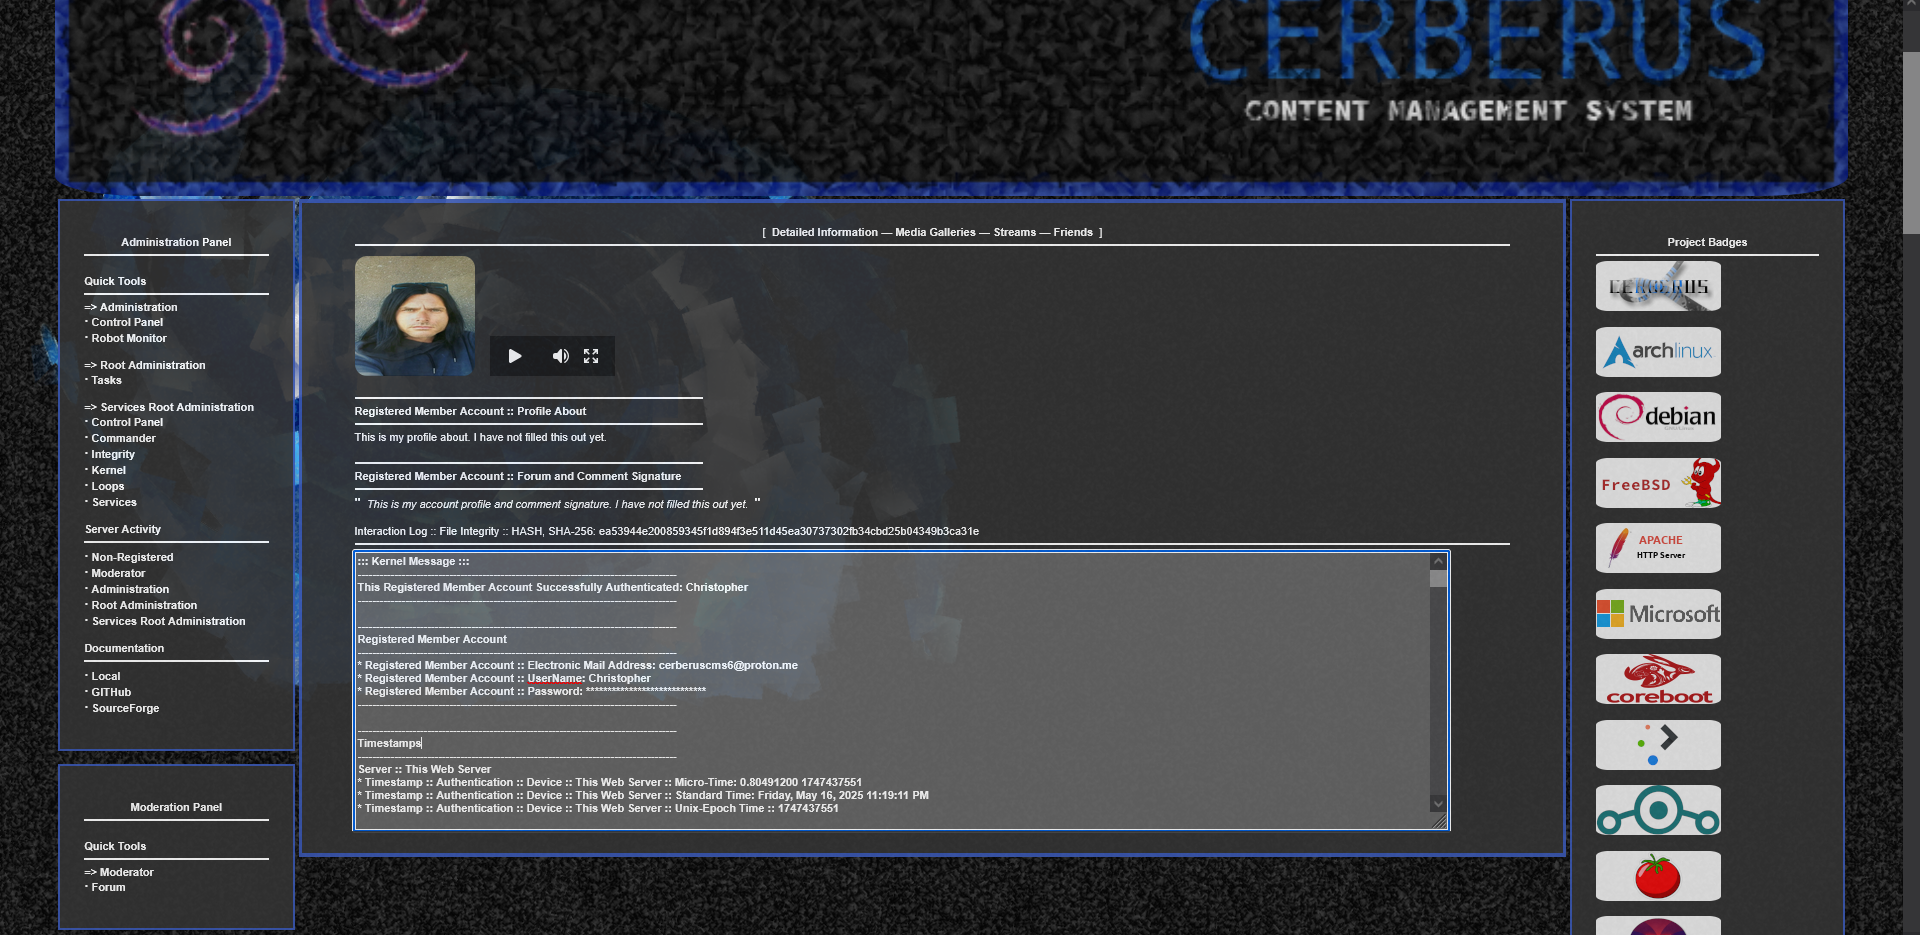 CERBERUS
CONTENT MANAGEMENT SYSTEM
Administration Panel
Quick Tools
=> Administration
· Control Panel
· Robot Monitor
=> Root Administration
· Tasks
=> Services Root Administration
· Control Panel
· Commander
· Integrity
· Kernel
· Loops
· Services
Server Activity
· Non-Registered
· Moderator
· Administration
· Root Administration
· Services Root Administration
Documentation
· Local
· GITHub
· SourceForge
Moderation Panel
Quick Tools
=> Moderator
· Forum
[ Detailed Information — Media Galleries — Streams — Friends ]
Registered Member Account :: Profile About
This is my profile about. I have not filled this out yet.
Registered Member Account :: Forum and Comment Signature
" This is my account profile and comment signature. I have not filled this out yet. "
Interaction Log :: File Integrity :: HASH, SHA-256: ea53944e200859345f1d894f3e511d45ea30737302fb34cbd25b04349b3ca31e
::: Kernel Message :::
This Registered Member Account Successfully Authenticated: Christopher
Registered Member Account
* Registered Member Account :: Electronic Mail Address: cerberuscms6@proton.me
* Registered Member Account :: UserName: Christopher
* Registered Member Account :: Password: ****************************
Timestamps
Server :: This Web Server
* Timestamp :: Authentication :: Device :: This Web Server :: Micro-Time: 0.80491200 1747437551
* Timestamp :: Authentication :: Device :: This Web Server :: Standard Time: Friday, May 16, 2025 11:19:11 PM
* Timestamp :: Authentication :: Device :: This Web Server :: Unix-Epoch Time :: 1747437551
Project Badges
CERBERUS
archlinux
debian
FreeBSD
APACHE
HTTP Server
Microsoft
coreboot